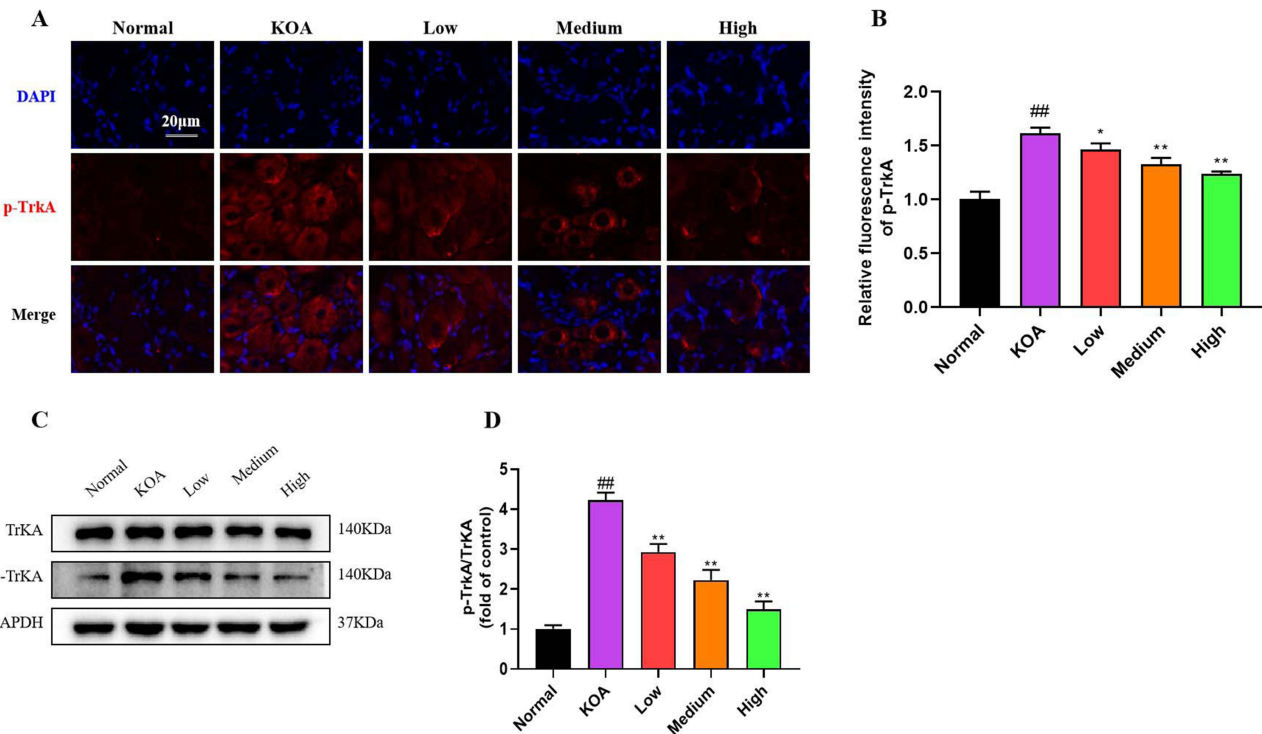 A
Normal KOA Low Medium High
DAPI
20μm
p-TrkA
Merge
B
Relative fluorescence intensity
of p-TrkA
2.0
1.5
1.0
0.5
0.0
##
*
**
**
Normal KOA Low Medium High
C
Normal KOA Low Medium High
TrKA 140KDa
-TrKA 140KDa
APDH 37KDa
D
p-TrkA/TrKA
(fold of control)
5
4
3
2
1
0
##
**
**
**
Normal KOA Low Medium High